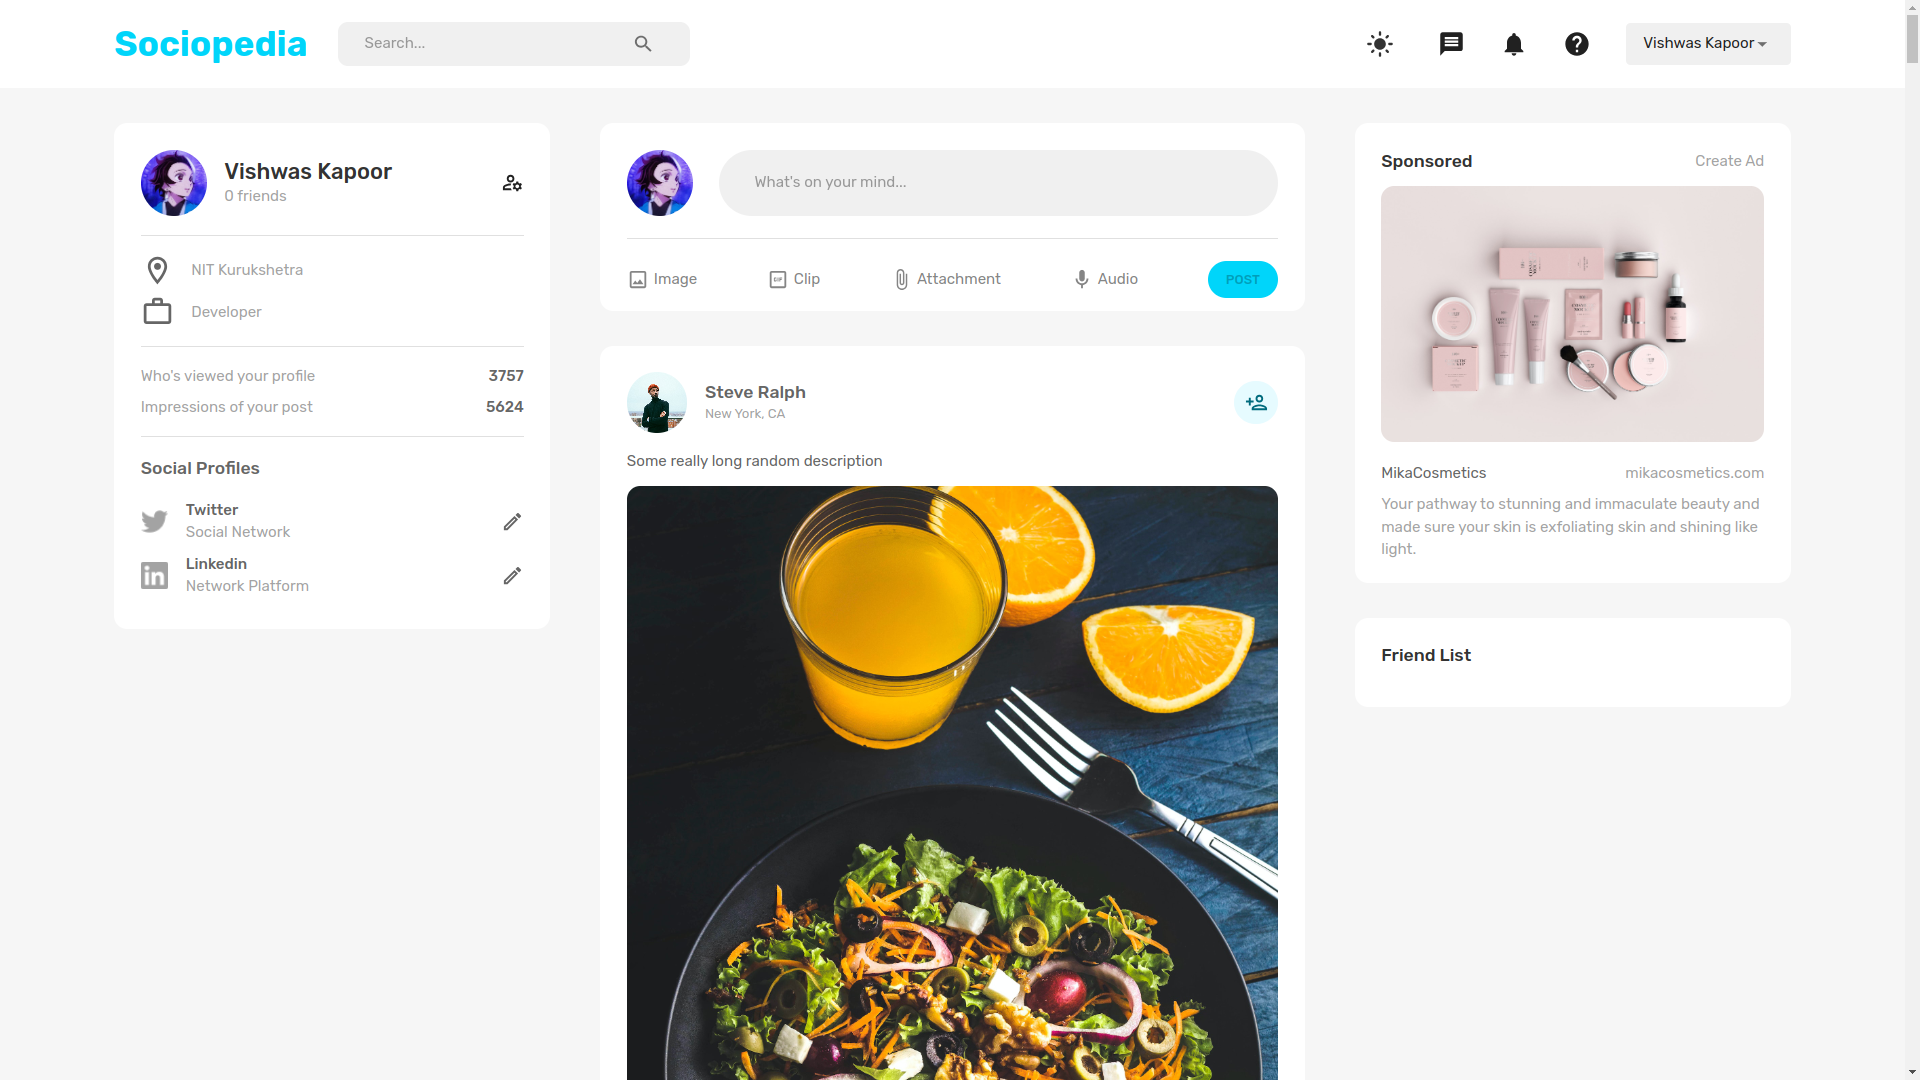 Sociopedia
Search...
Vishwas Kapoor
Vishwas Kapoor
0 friends
NIT Kurukshetra
Developer
Who's viewed your profile 3757
Impressions of your post 5624
Social Profiles
Twitter
Social Network
Linkedin
Network Platform
What's on your mind...
Image
Clip
Attachment
Audio
POST
Steve Ralph
New York, CA
Some really long random description
Sponsored
Create Ad
MikaCosmetics
mikacosmetics.com
Your pathway to stunning and immaculate beauty and
made sure your skin is exfoliating skin and shining like
light.
Friend List